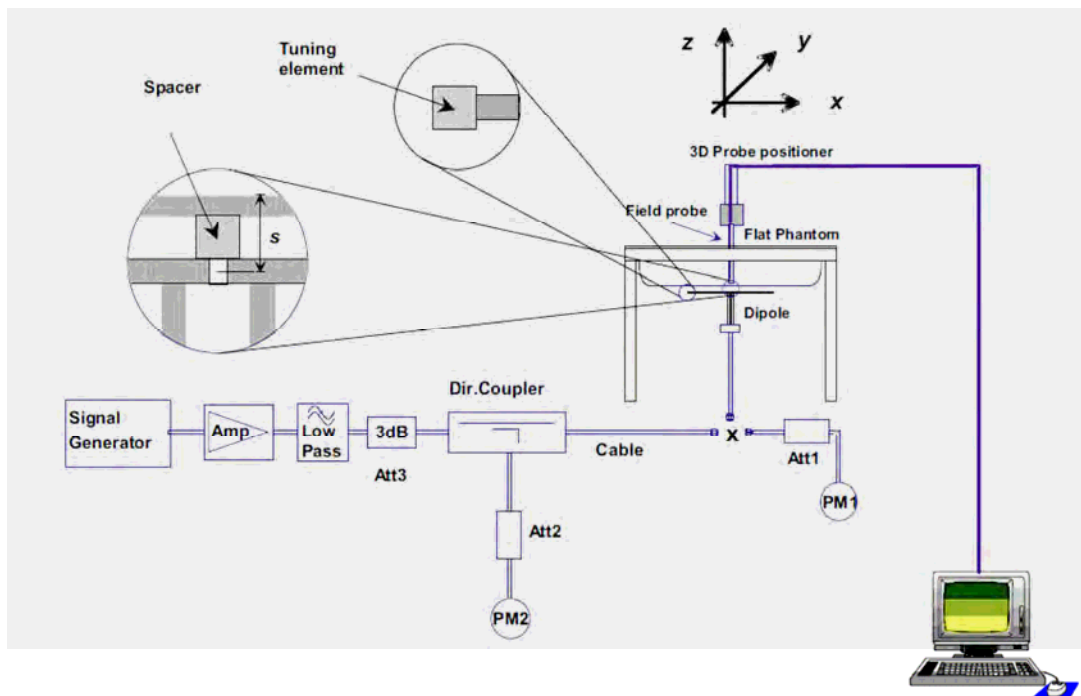 Tuning
element
Spacer
z
y
x
3D Probe positioner
s
Field probe
Flat Phantom
Dipole
Dir.Coupler
Signal
Generator
Amp
Low
Pass
3dB
Att3
Cable
x
Att1
PM1
Att2
PM2